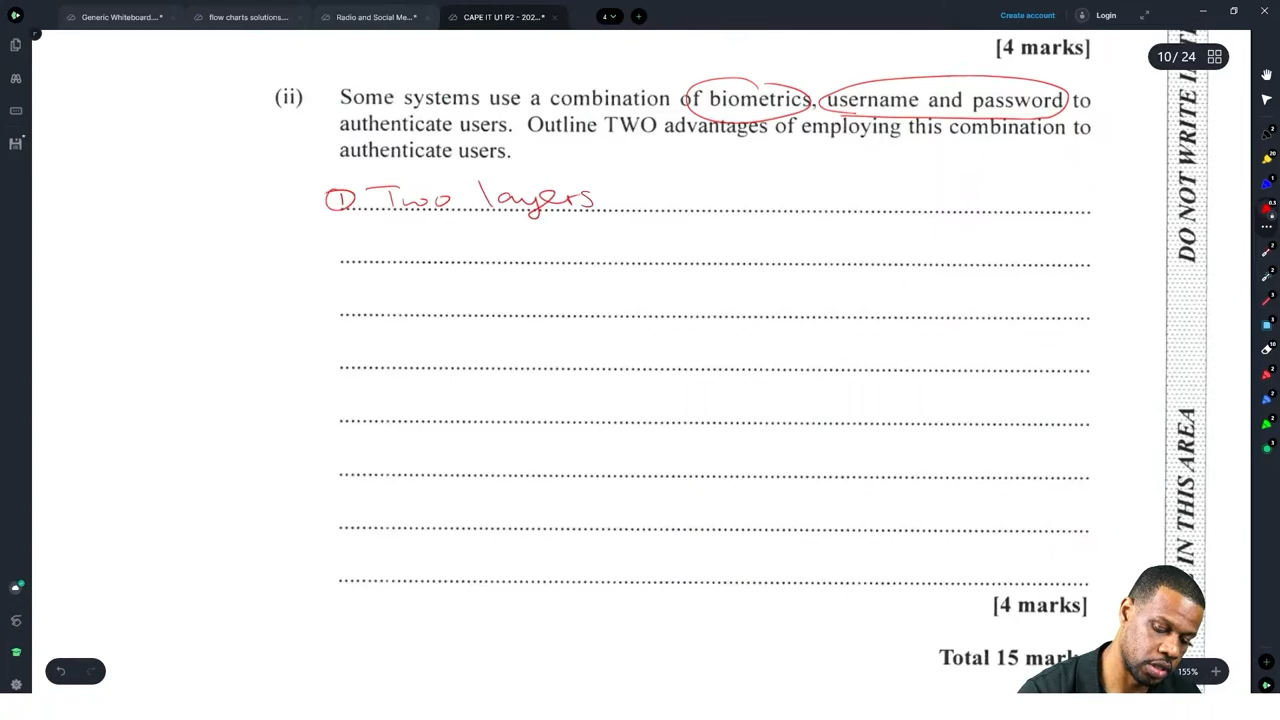 Generic Whiteboard....*
flow charts solutions....
Radio and Social Me...*
CAPE IT U1 P2 - 202...*
4
Create account
Login
[4 marks]
10 / 24
(ii) Some systems use a combination of biometrics, username and password to
authenticate users. Outline TWO advantages of employing this combination to
authenticate users.
① Two layers
DO NOT WRITE
IN THIS AREA
[4 marks]
Total 15 mark
155%